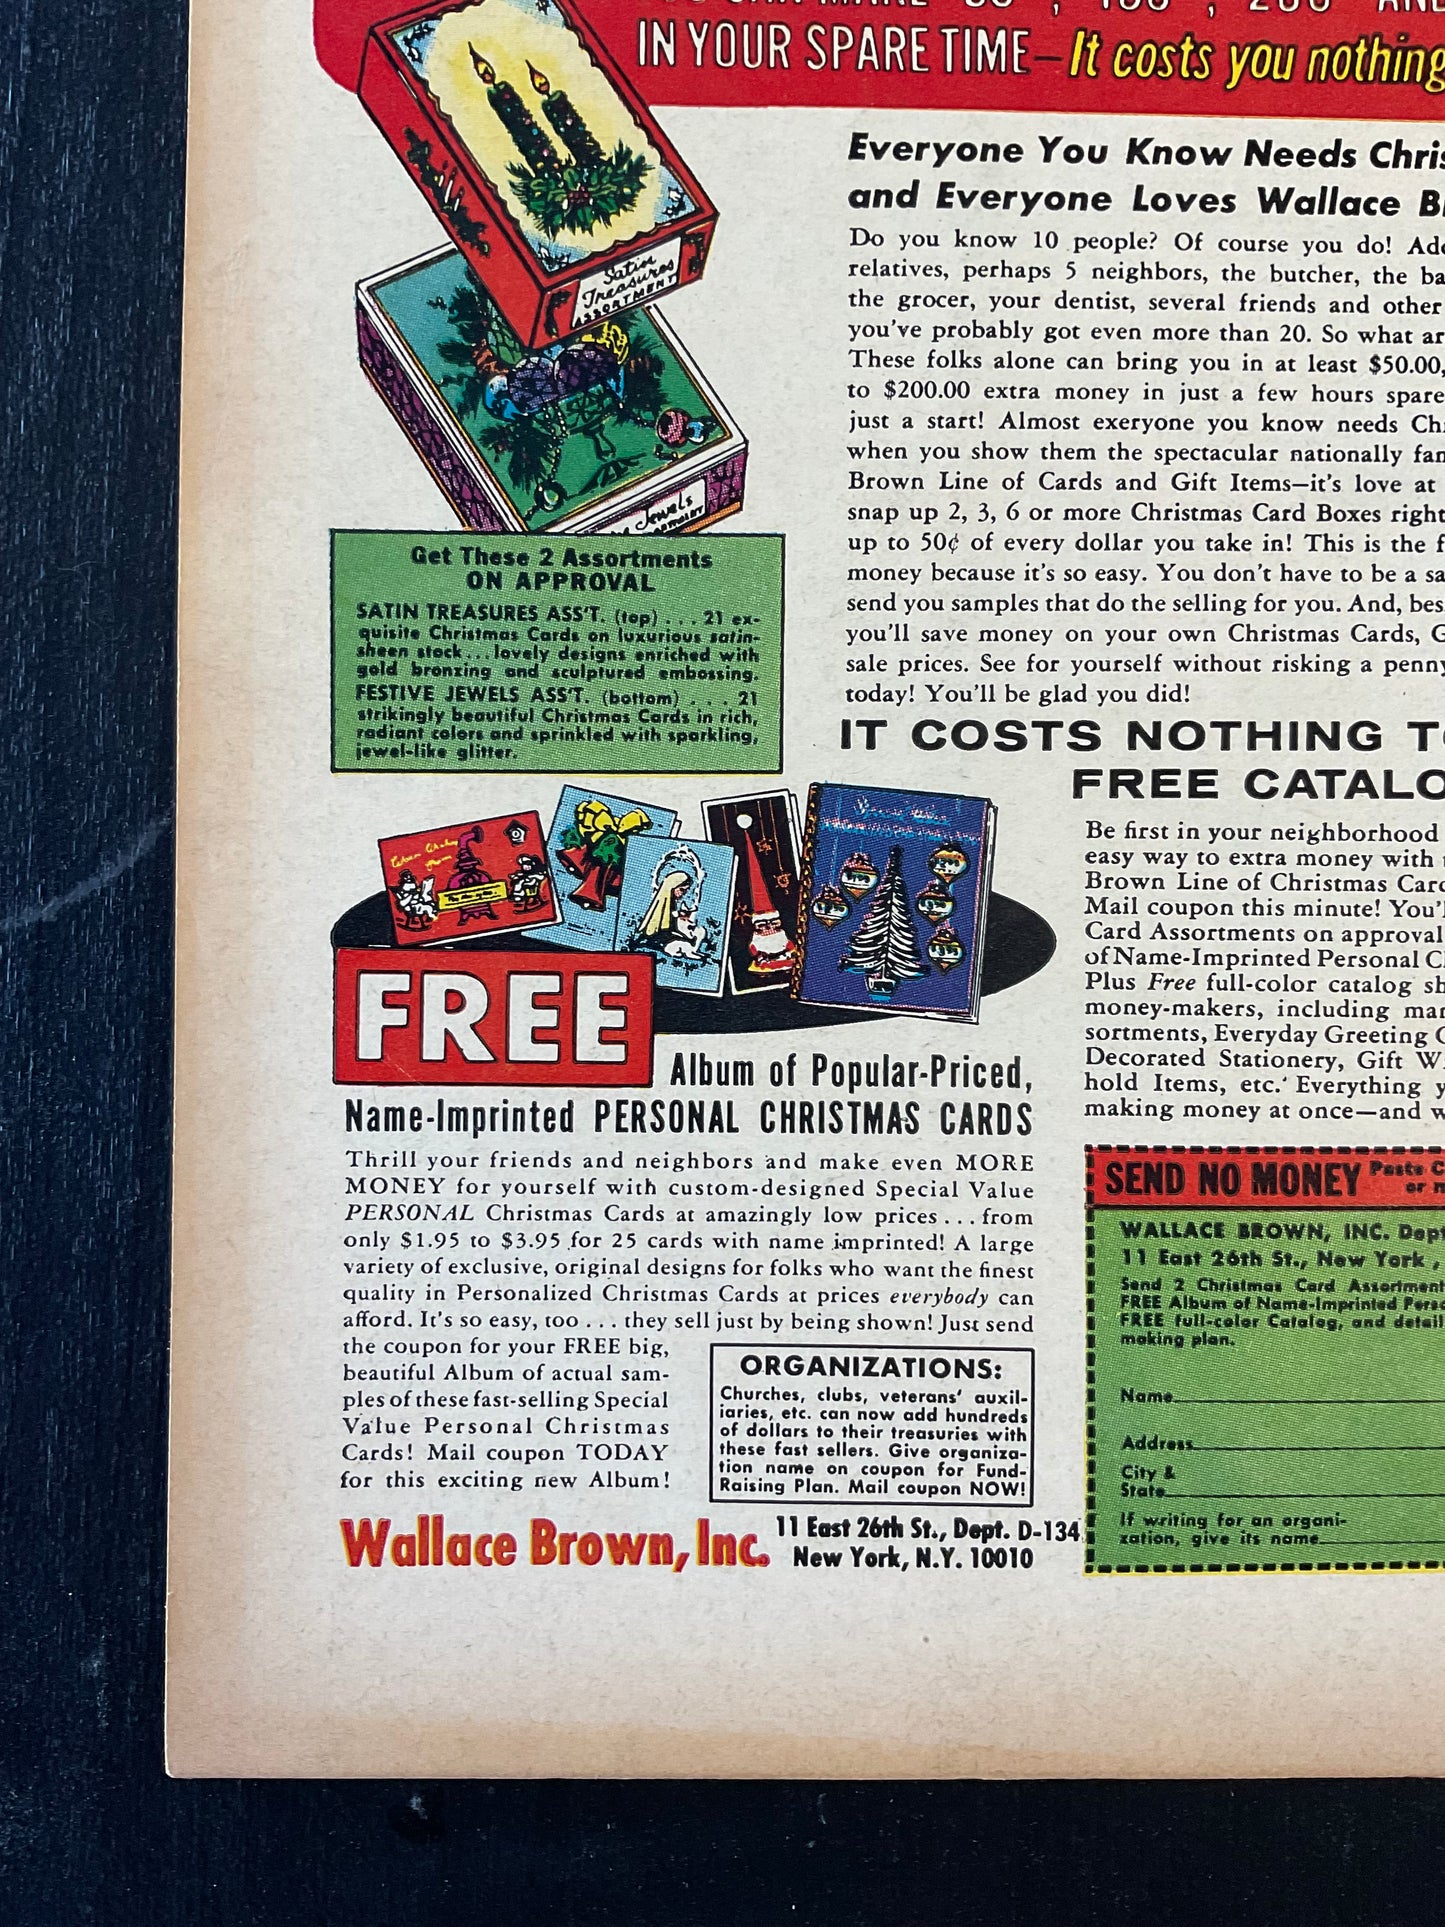 IN YOUR SPARE TIME—It costs you nothing
Satin
Treasures
ASSORTMENT
Jewels
Everyone You Know Needs Chris
and Everyone Loves Wallace B
Do you know 10 people? Of course you do! Add
relatives, perhaps 5 neighbors, the butcher, the ba
the grocer, your dentist, several friends and other
you've probably got even more than 20. So what ar
These folks alone can bring you in at least $50.00,
to $200.00 extra money in just a few hours spare
just a start! Almost exeryone you know needs Chr
when you show them the spectacular nationally fam
Brown Line of Cards and Gift Items—it's love at
snap up 2, 3, 6 or more Christmas Card Boxes right
up to 50¢ of every dollar you take in! This is the f
money because it's so easy. You don't have to be a sa
send you samples that do the selling for you. And, bes
you'll save money on your own Christmas Cards, G
sale prices. See for yourself without risking a penny
today! You'll be glad you did!
Get These 2 Assortments
ON APPROVAL
SATIN TREASURES ASS'T. (top) . . . 21 ex-
quisite Christmas Cards on luxurious satin-
sheen stock...lovely designs enriched with
gold bronzing and sculptured embossing.
FESTIVE JEWELS ASS'T. (bottom) . . . . 21
strikingly beautiful Christmas Cards in rich,
radiant colors and sprinkled with sparkling,
jewel-like glitter.
IT COSTS NOTHING TO
FREE CATALO
Be first in your neighborhood
easy way to extra money with
Brown Line of Christmas Card
Mail coupon this minute! You'l
Card Assortments on approval
of Name-Imprinted Personal C
Plus Free full-color catalog sh
money-makers, including man
sortments, Everyday Greeting C
Decorated Stationery, Gift W
hold Items, etc. Everything y
making money at once—and w
FREE
Album of Popular-Priced,
Name-Imprinted PERSONAL CHRISTMAS CARDS
Thrill your friends and neighbors and make even MORE
MONEY for yourself with custom-designed Special Value
PERSONAL Christmas Cards at amazingly low prices...from
only $1.95 to $3.95 for 25 cards with name imprinted! A large
variety of exclusive, original designs for folks who want the finest
quality in Personalized Christmas Cards at prices everybody can
afford. It's so easy, too . . . they sell just by being shown! Just send
the coupon for your FREE big,
beautiful Album of actual sam-
ples of these fast-selling Special
Value Personal Christmas
Cards! Mail coupon TODAY
for this exciting new Album!
ORGANIZATIONS:
Churches, clubs, veterans' auxil-
iaries, etc. can now add hundreds
of dollars to their treasuries with
these fast sellers. Give organiza-
tion name on coupon for Fund-
Raising Plan. Mail coupon NOW!
Wallace Brown, Inc.
11 East 26th St., Dept. D-134
New York, N.Y. 10010
SEND NO MONEY
Paste C
or m
WALLACE BROWN, INC. Dept
11 East 26th St., New York,
Send 2 Christmas Card Assortment
FREE Album of Name-Imprinted Perso
FREE full-color Catalog, and detail
making plan.
Name
Address
City &
State
If writing for an organi-
zation, give its name